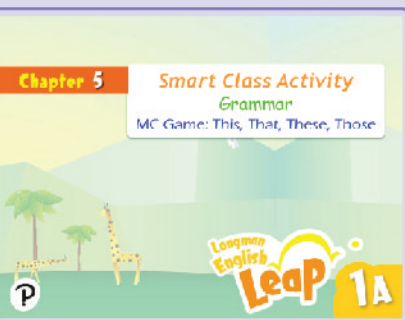 Chapter 5
Smart Class Activity
Grammar
MC Game: This, That, These, Those
Longman
English
Leap
1A
P